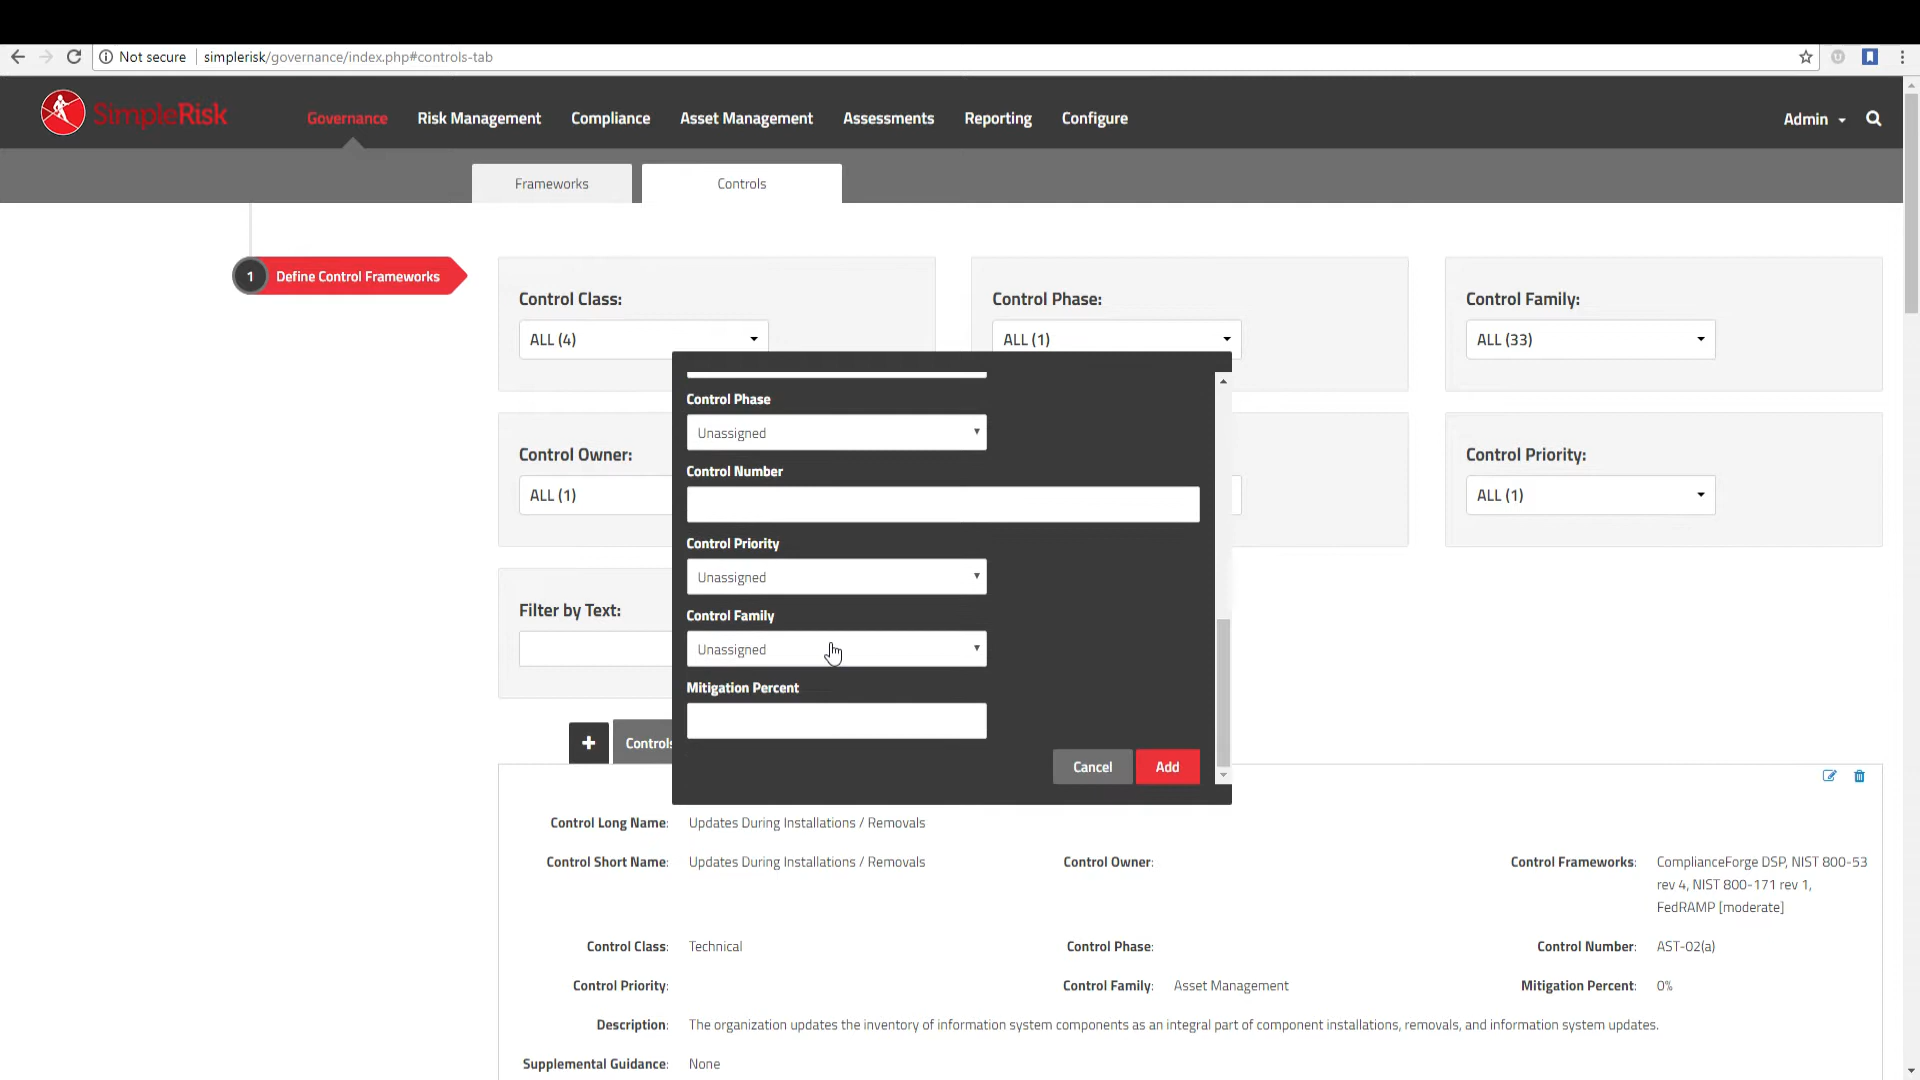 Not secure simplerisk/governance/index.php#controls-tab
SimpleRisk Governance Risk Management Compliance Asset Management Assessments Reporting Configure Admin
Frameworks Controls
1 Define Control Frameworks
Control Class: Control Phase: Control Family:
ALL (4) ALL (1) ALL (33)
Control Phase
Unassigned
Control Number
Control Priority
Unassigned
Control Family
Unassigned
Mitigation Percent
Cancel Add
Control Owner: Control Priority:
ALL (1) ALL (1)
Filter by Text:
+ Controls
Control Long Name: Updates During Installations / Removals
Control Short Name: Updates During Installations / Removals Control Owner: Control Frameworks: ComplianceForge DSP, NIST 800-53
rev 4, NIST 800-171 rev 1,
FedRAMP [moderate]
Control Class: Technical Control Phase: Control Number: AST-02(a)
Control Priority: Control Family: Asset Management Mitigation Percent: 0%
Description: The organization updates the inventory of information system components as an integral part of component installations, removals, and information system updates.
Supplemental Guidance: None